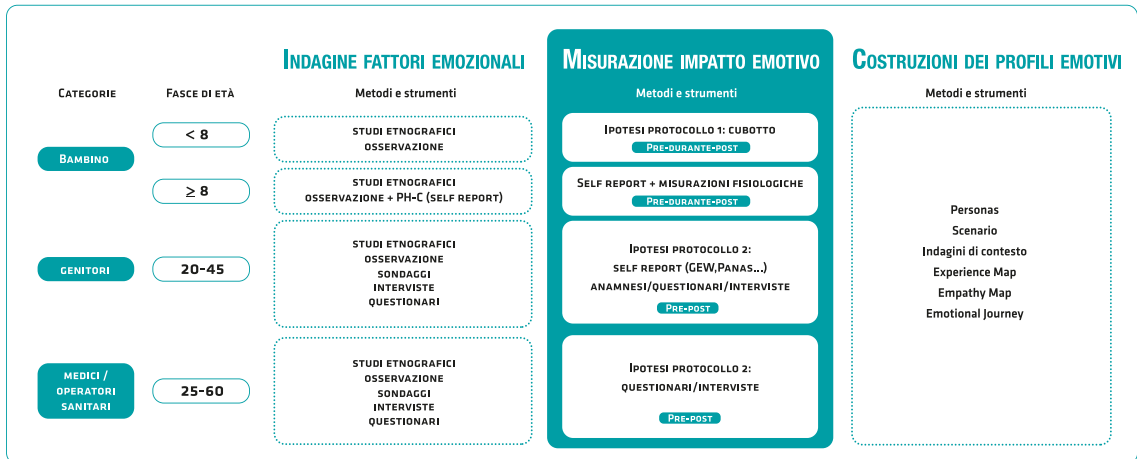 Indagine fattori emozionali
Misurazione impatto emotivo
Costruzioni dei profili emotivi
Categorie
Fasce di età
Metodi e strumenti
Metodi e strumenti
Metodi e strumenti
Bambino
< 8
studi etnografici
osservazione
Ipotesi protocollo 1: cubotto
Pre-durante-post
≥ 8
studi etnografici
osservazione + PH-C (self report)
Self report + misurazioni fisiologiche
Pre-durante-post
genitori
20-45
studi etnografici
osservazione
sondaggi
interviste
questionari
Ipotesi protocollo 2:
self report (GEW,Panas...)
anamnesi/questionari/interviste
Pre-post
medici /
operatori
sanitari
25-60
studi etnografici
osservazione
sondaggi
interviste
questionari
Ipotesi protocollo 2:
questionari/interviste
Pre-post
Personas
Scenario
Indagini di contesto
Experience Map
Empathy Map
Emotional Journey